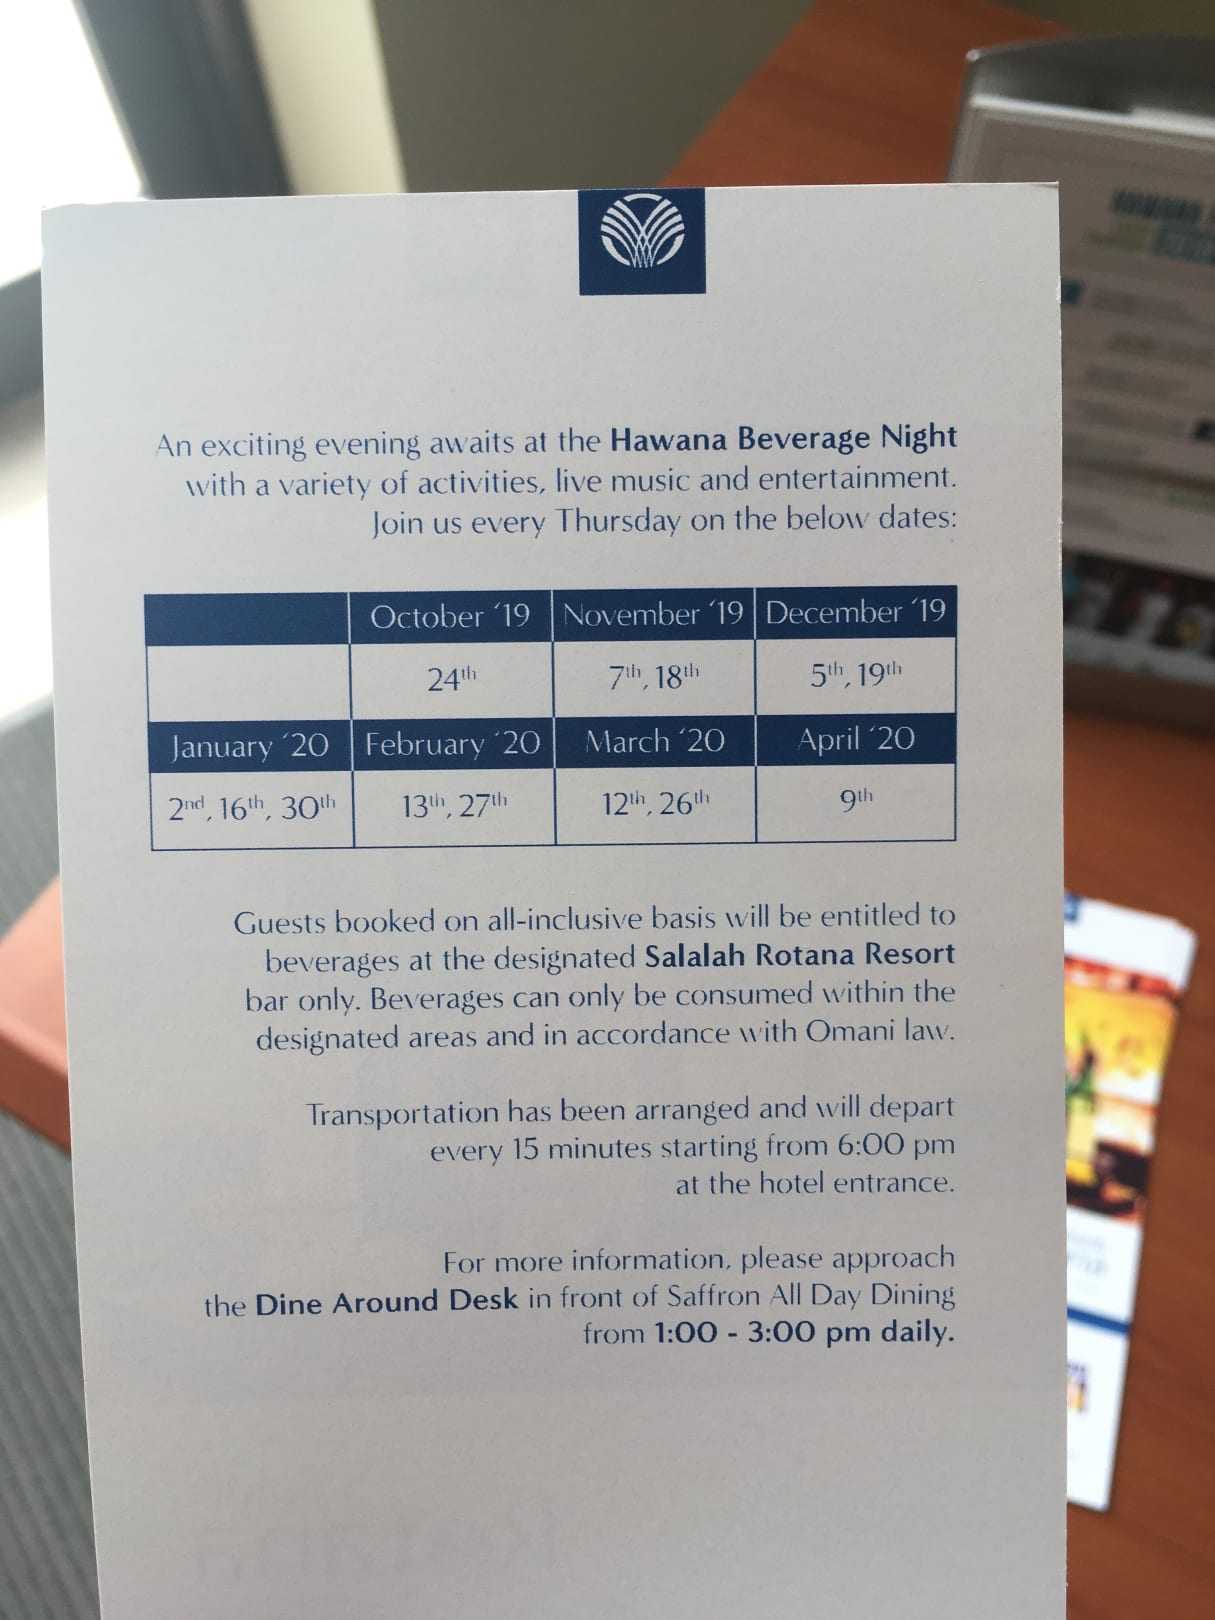 An exciting evening awaits at the Hawana Beverage Night
with a variety of activities, live music and entertainment.
Join us every Thursday on the below dates:
October ´19 November ´19 December ´19
24th 7th, 18th 5th, 19th
January ´20 February ´20 March ´20 April ´20
2nd, 16th, 30th 13th, 27th 12th, 26th 9th
Guests booked on all-inclusive basis will be entitled to
beverages at the designated Salalah Rotana Resort
bar only. Beverages can only be consumed within the
designated areas and in accordance with Omani law.
Transportation has been arranged and will depart
every 15 minutes starting from 6:00 pm
at the hotel entrance.
For more information, please approach
the Dine Around Desk in front of Saffron All Day Dining
from 1:00 - 3:00 pm daily.